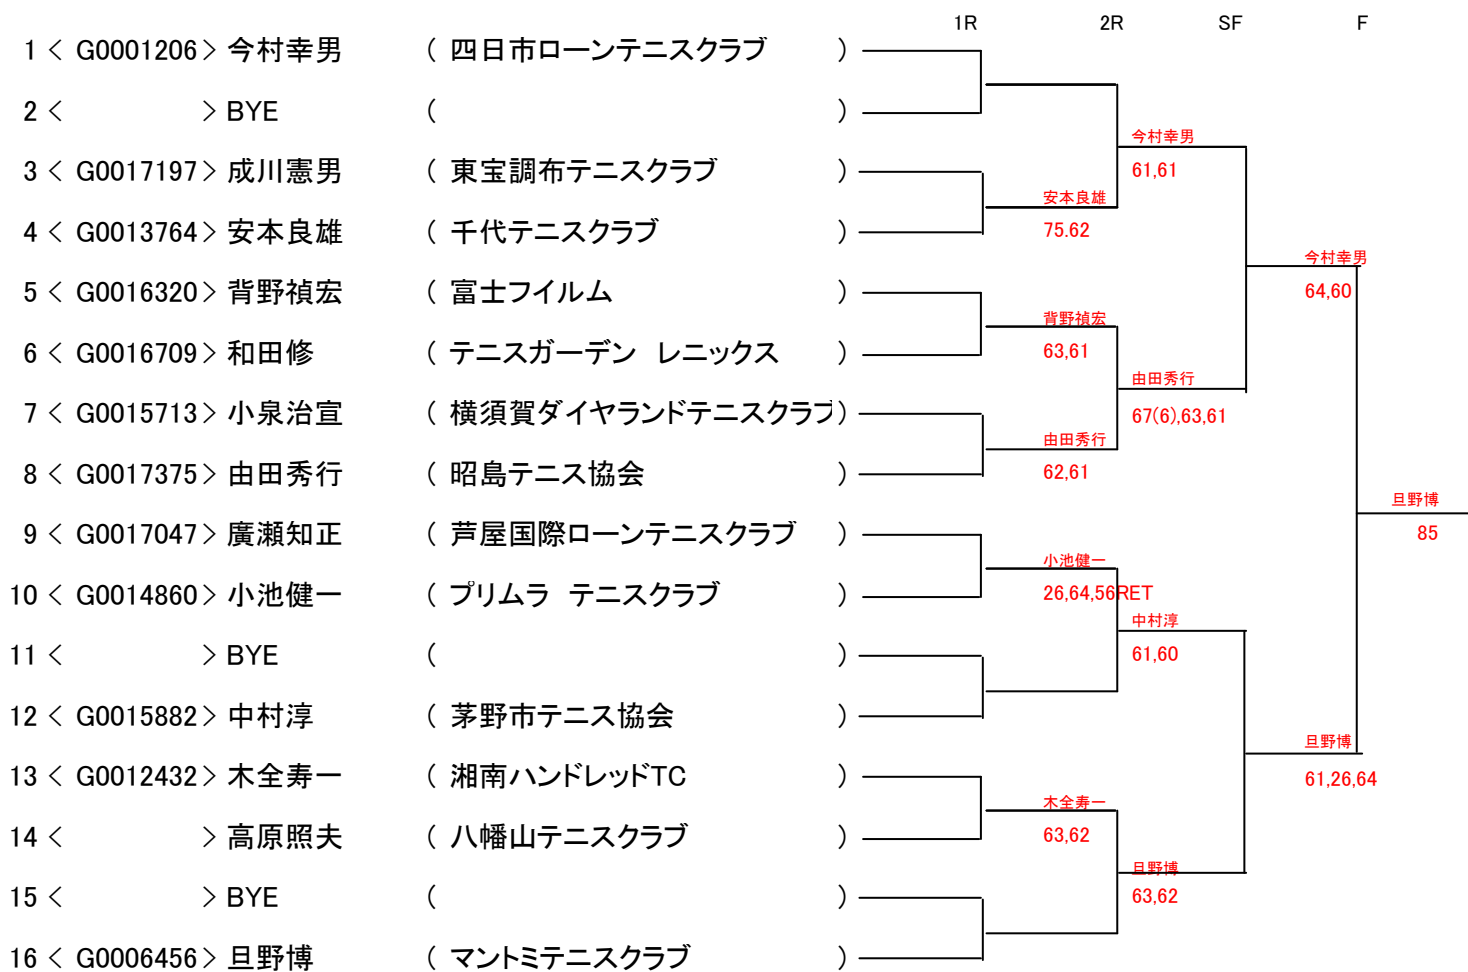 1R 2R SF F
1 < G0001206 > 今村幸男 ( 四日市ローンテニスクラブ )
2 < > BYE ( )
今村幸男
3 < G0017197 > 成川憲男 ( 東宝調布テニスクラブ ) 61,61
安本良雄
4 < G0013764 > 安本良雄 ( 千代テニスクラブ ) 75.62
今村幸男
5 < G0016320 > 背野禎宏 ( 富士フイルム ) 64,60
背野禎宏
6 < G0016709 > 和田修 ( テニスガーデン レニックス ) 63,61
由田秀行
7 < G0015713 > 小泉治宣 ( 横須賀ダイヤランドテニスクラブ ) 67(6),63,61
由田秀行
8 < G0017375 > 由田秀行 ( 昭島テニス協会 ) 62,61
旦野博
9 < G0017047 > 廣瀬知正 ( 芦屋国際ローンテニスクラブ ) 85
小池健一
10 < G0014860 > 小池健一 ( プリムラ テニスクラブ ) 26,64,56RET
中村淳
11 < > BYE ( ) 61,60
12 < G0015882 > 中村淳 ( 茅野市テニス協会 )
旦野博
13 < G0012432 > 木全寿一 ( 湘南ハンドレッドTC ) 61,26,64
木全寿一
14 < > 高原照夫 ( 八幡山テニスクラブ ) 63,62
旦野博
15 < > BYE ( ) 63,62
16 < G0006456 > 旦野博 ( マントミテニスクラブ )